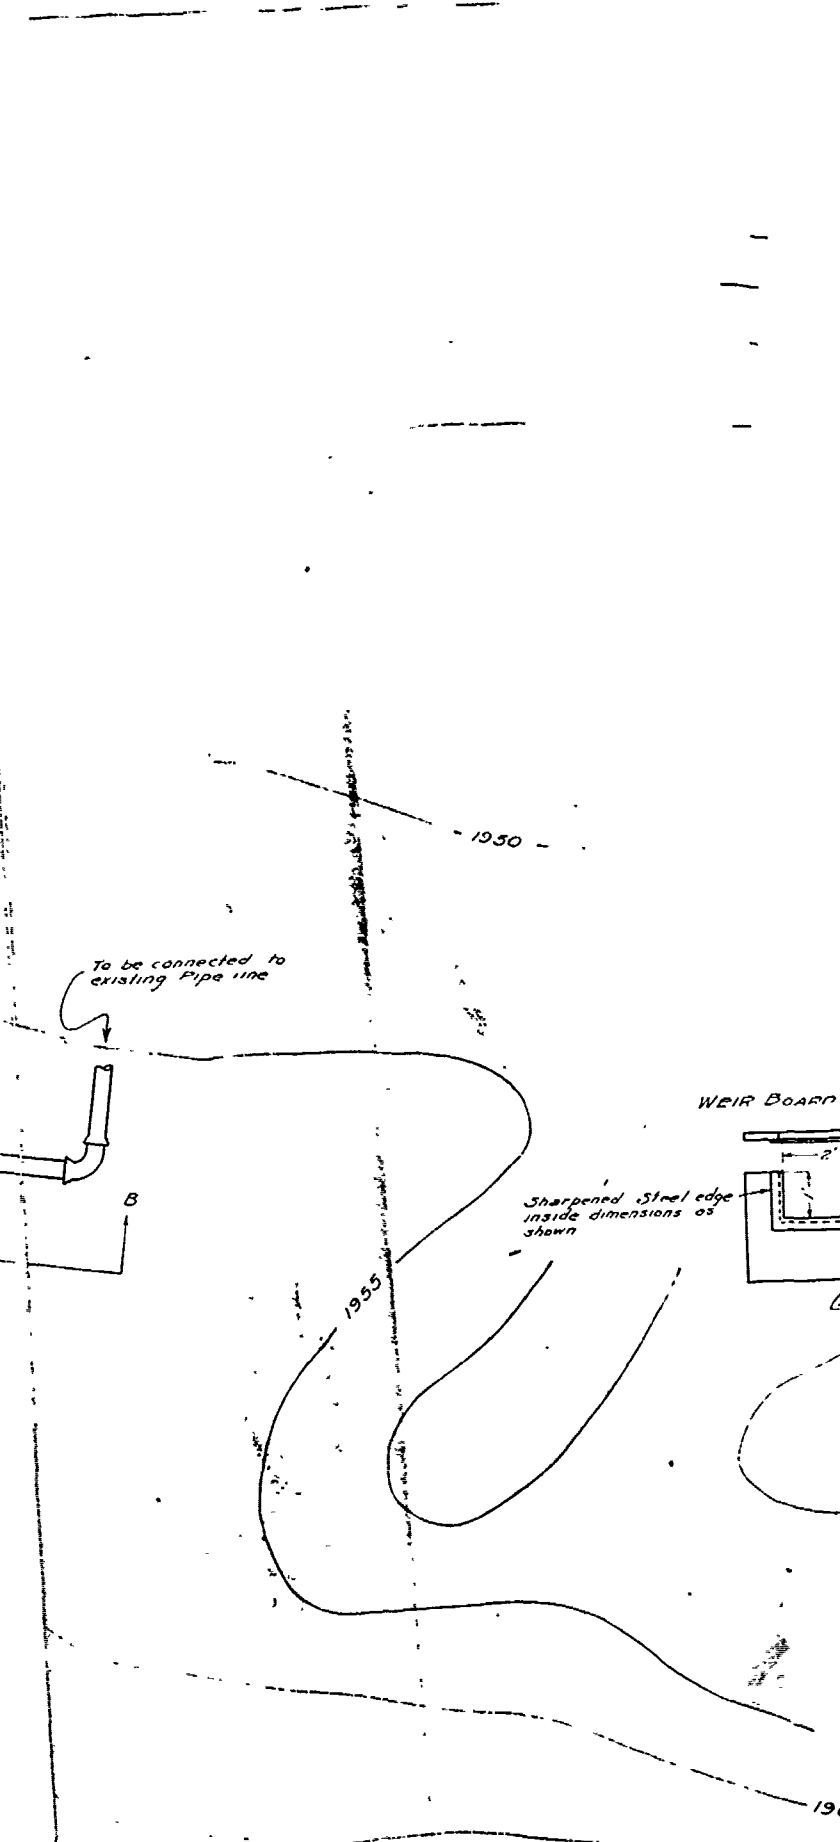 - 1950 -
To be connected to
existing Pipe line
WEIR BOARD
2'
1'
B
Sharpened Steel edge
inside dimensions as
shown
1955